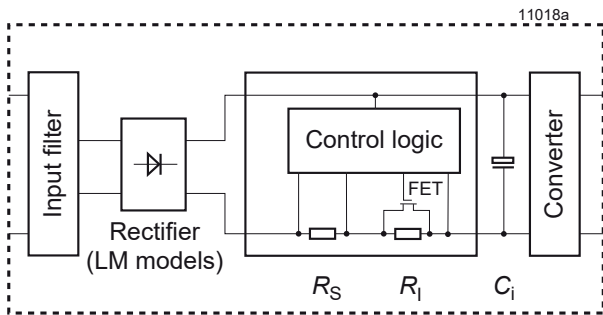 11018a
Input filter
Rectifier
(LM models)
Control logic
FET
Converter
RS
RI
Ci